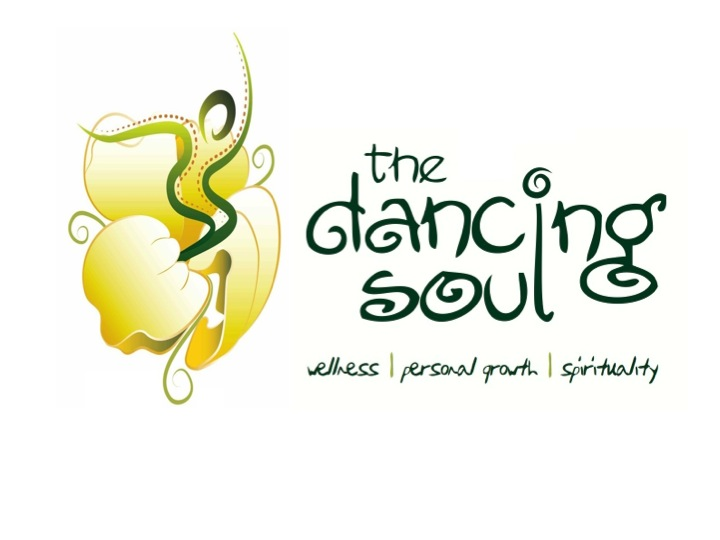 the
dancing
soul
wellness | personal growth | spirituality